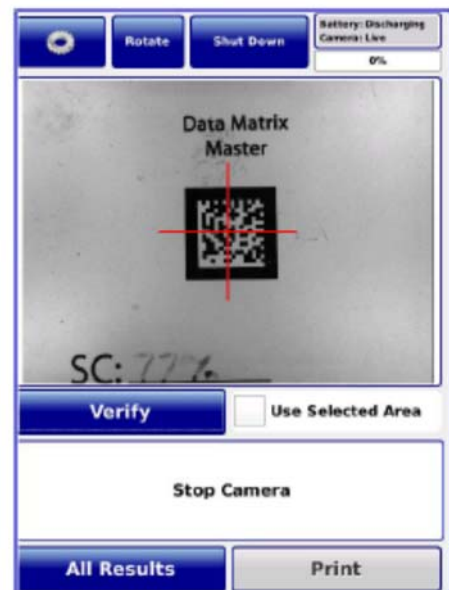 Rotate
Shut Down
Battery: Discharging
Camera: Live
0%
Data Matrix
Master
SC: 77%
Verify
Use Selected Area
Stop Camera
All Results
Print